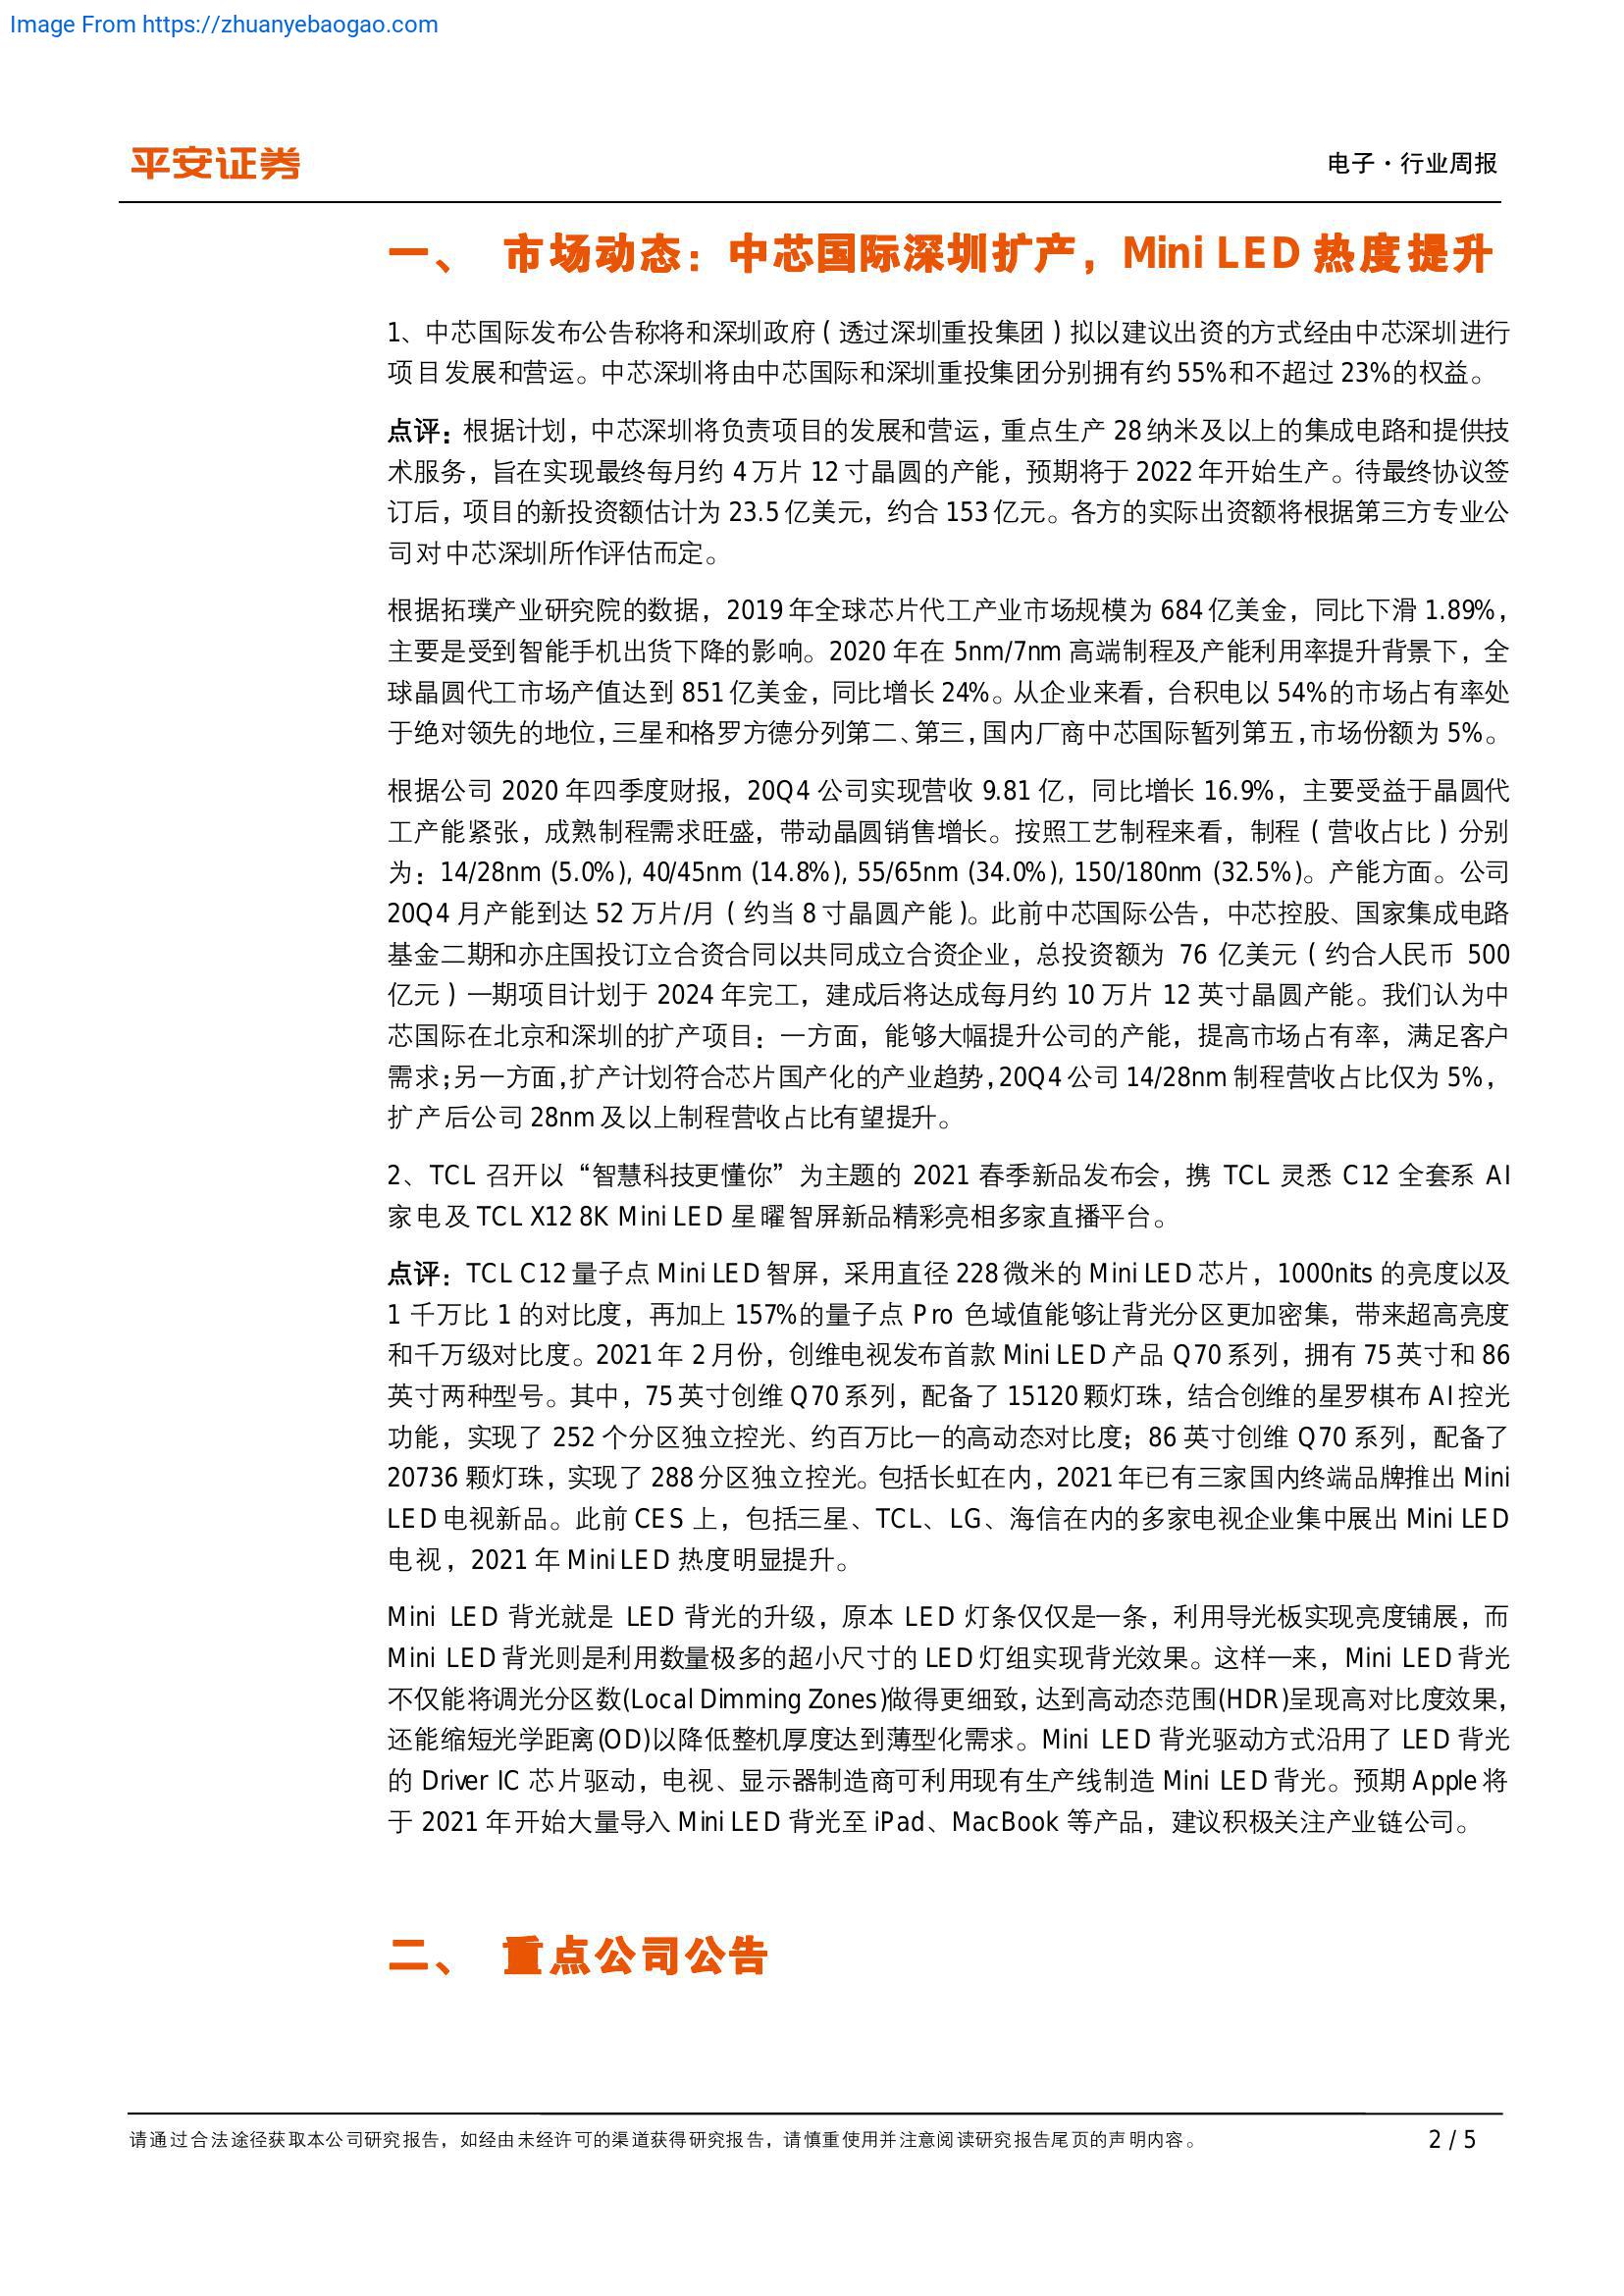 Image From https://zhuanyebaogao.com
平安证券
电子·行业周报
一、 市场动态：中芯国际深圳扩产，Mini LED 热度提升
1、中芯国际发布公告称将和深圳政府（透过深圳重投集团）拟以建议出资的方式经由中芯深圳进行
项目发展和营运。中芯深圳将由中芯国际和深圳重投集团分别拥有约 55%和不超过 23%的权益。
点评：根据计划，中芯深圳将负责项目的发展和营运，重点生产 28 纳米及以上的集成电路和提供技
术服务，旨在实现最终每月约 4 万片 12 寸晶圆的产能，预期将于 2022 年开始生产。待最终协议签
订后，项目的新投资额估计为 23.5 亿美元，约合 153 亿元。各方的实际出资额将根据第三方专业公
司对中芯深圳所作评估而定。
根据拓璞产业研究院的数据，2019 年全球芯片代工产业市场规模为 684 亿美金，同比下滑 1.89%，
主要是受到智能手机出货下降的影响。2020 年在 5nm/7nm 高端制程及产能利用率提升背景下，全
球晶圆代工市场产值达到 851 亿美金，同比增长 24%。从企业来看，台积电以 54%的市场占有率处
于绝对领先的地位，三星和格罗方德分列第二、第三，国内厂商中芯国际暂列第五，市场份额为 5%。
根据公司 2020 年四季度财报，20Q4 公司实现营收 9.81 亿，同比增长 16.9%，主要受益于晶圆代
工产能紧张，成熟制程需求旺盛，带动晶圆销售增长。按照工艺制程来看，制程（营收占比）分别
为：14/28nm (5.0%), 40/45nm (14.8%), 55/65nm (34.0%), 150/180nm (32.5%)。产能方面。公司
20Q4 月产能到达 52 万片/月（约当 8 寸晶圆产能）。此前中芯国际公告，中芯控股、国家集成电路
基金二期和亦庄国投订立合资合同以共同成立合资企业，总投资额为 76 亿美元（约合人民币 500
亿元）一期项目计划于 2024 年完工，建成后将达成每月约 10 万片 12 英寸晶圆产能。我们认为中
芯国际在北京和深圳的扩产项目：一方面，能够大幅提升公司的产能，提高市场占有率，满足客户
需求；另一方面，扩产计划符合芯片国产化的产业趋势，20Q4 公司 14/28nm 制程营收占比仅为 5%，
扩产后公司 28nm 及以上制程营收占比有望提升。
2、TCL 召开以“智慧科技更懂你”为主题的 2021 春季新品发布会，携 TCL 灵悉 C12 全套系 AI
家电及 TCL X12 8K Mini LED 星曜智屏新品精彩亮相多家直播平台。
点评：TCL C12 量子点 Mini LED 智屏，采用直径 228 微米的 Mini LED 芯片，1000nits 的亮度以及
1 千万比 1 的对比度，再加上 157%的量子点 Pro 色域值能够让背光分区更加密集，带来超高亮度
和千万级对比度。2021 年 2 月份，创维电视发布首款 Mini LED 产品 Q70 系列，拥有 75 英寸和 86
英寸两种型号。其中，75 英寸创维 Q70 系列，配备了 15120 颗灯珠，结合创维的星罗棋布 AI 控光
功能，实现了 252 个分区独立控光、约百万比一的高动态对比度；86 英寸创维 Q70 系列，配备了
20736 颗灯珠，实现了 288 分区独立控光。包括长虹在内，2021 年已有三家国内终端品牌推出 Mini
LED 电视新品。此前 CES 上，包括三星、TCL、LG、海信在内的多家电视企业集中展出 Mini LED
电视，2021 年 Mini LED 热度明显提升。
Mini LED 背光就是 LED 背光的升级，原本 LED 灯条仅仅是一条，利用导光板实现亮度铺展，而
Mini LED 背光则是利用数量极多的超小尺寸的 LED 灯组实现背光效果。这样一来，Mini LED 背光
不仅能将调光分区数(Local Dimming Zones)做得更细致，达到高动态范围(HDR)呈现高对比度效果，
还能缩短光学距离(OD)以降低整机厚度达到薄型化需求。Mini LED 背光驱动方式沿用了 LED 背光
的 Driver IC 芯片驱动，电视、显示器制造商可利用现有生产线制造 Mini LED 背光。预期 Apple 将
于 2021 年开始大量导入 Mini LED 背光至 iPad、MacBook 等产品，建议积极关注产业链公司。
二、 重点公司公告
请通过合法途径获取本公司研究报告，如经由未经许可的渠道获得研究报告，请慎重使用并注意阅读研究报告尾页的声明内容。
2 / 5